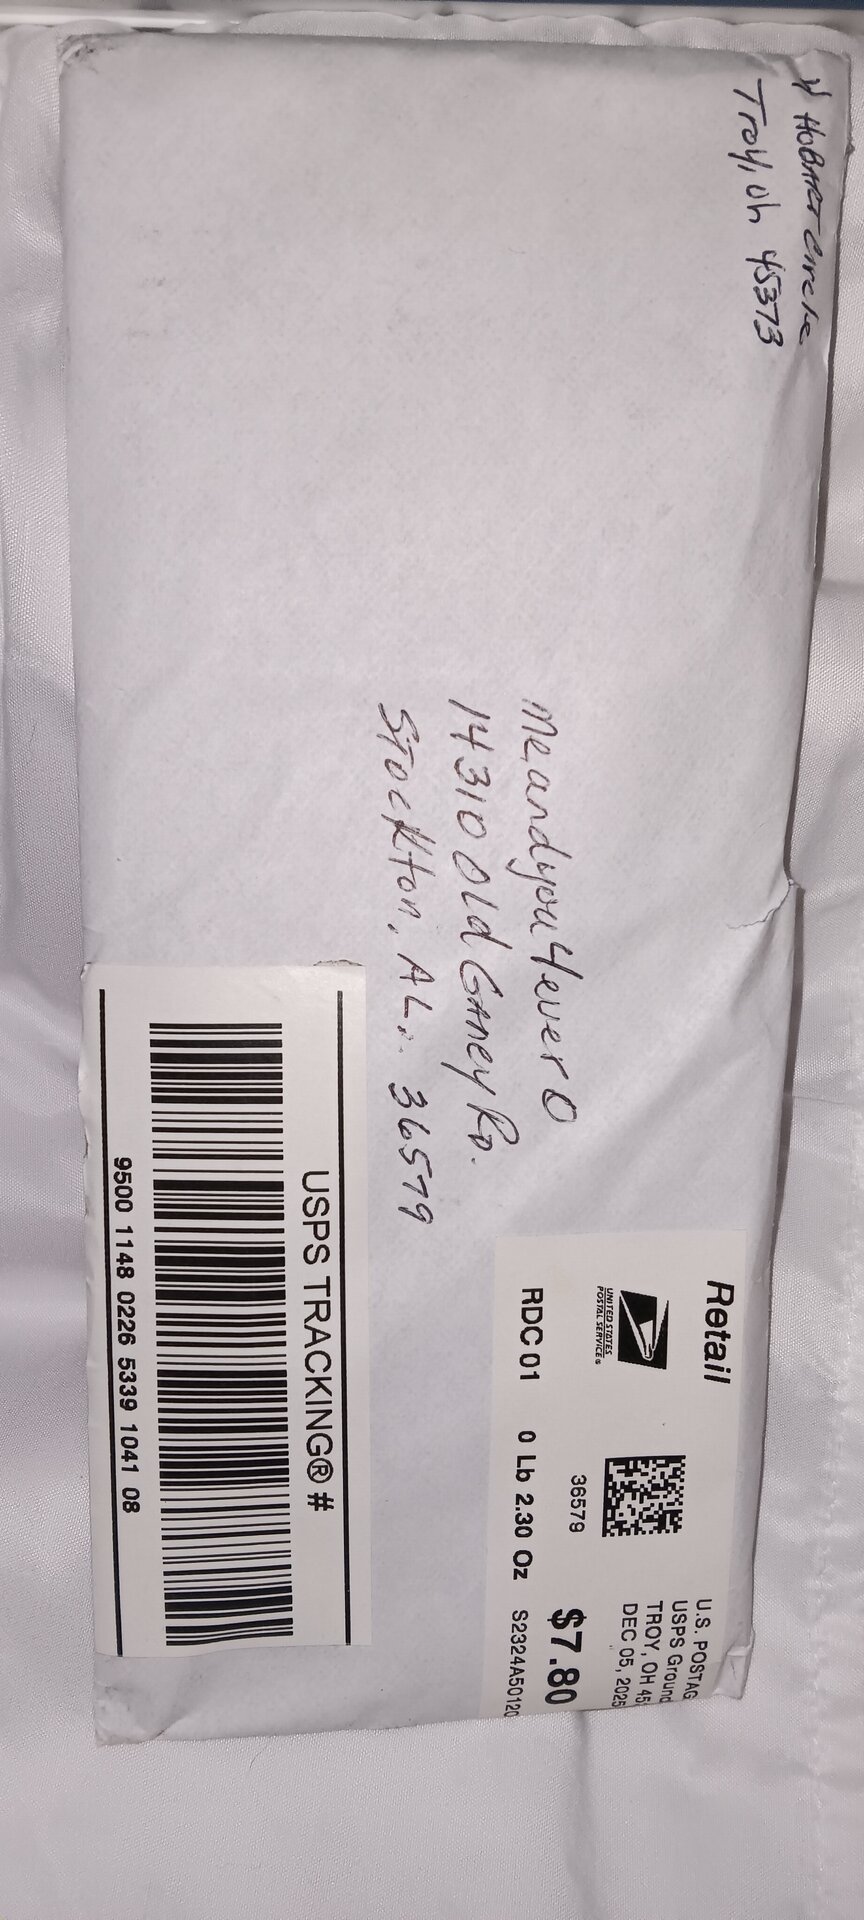 Hobart Circle
Troy, Oh 45373
Meandyou4ever0
14310 Old Ganey Rd.
Stockton, AL. 36579
Retail
UNITED STATES
POSTAL SERVICE®
RDC 01
36579
0 Lb 2.30 Oz
U.S. POSTAG
USPS Ground
TROY, OH 45
DEC 05, 2025
$7.80
S2324A50120
USPS TRACKING® #
9500 1148 0226 5339 1041 08